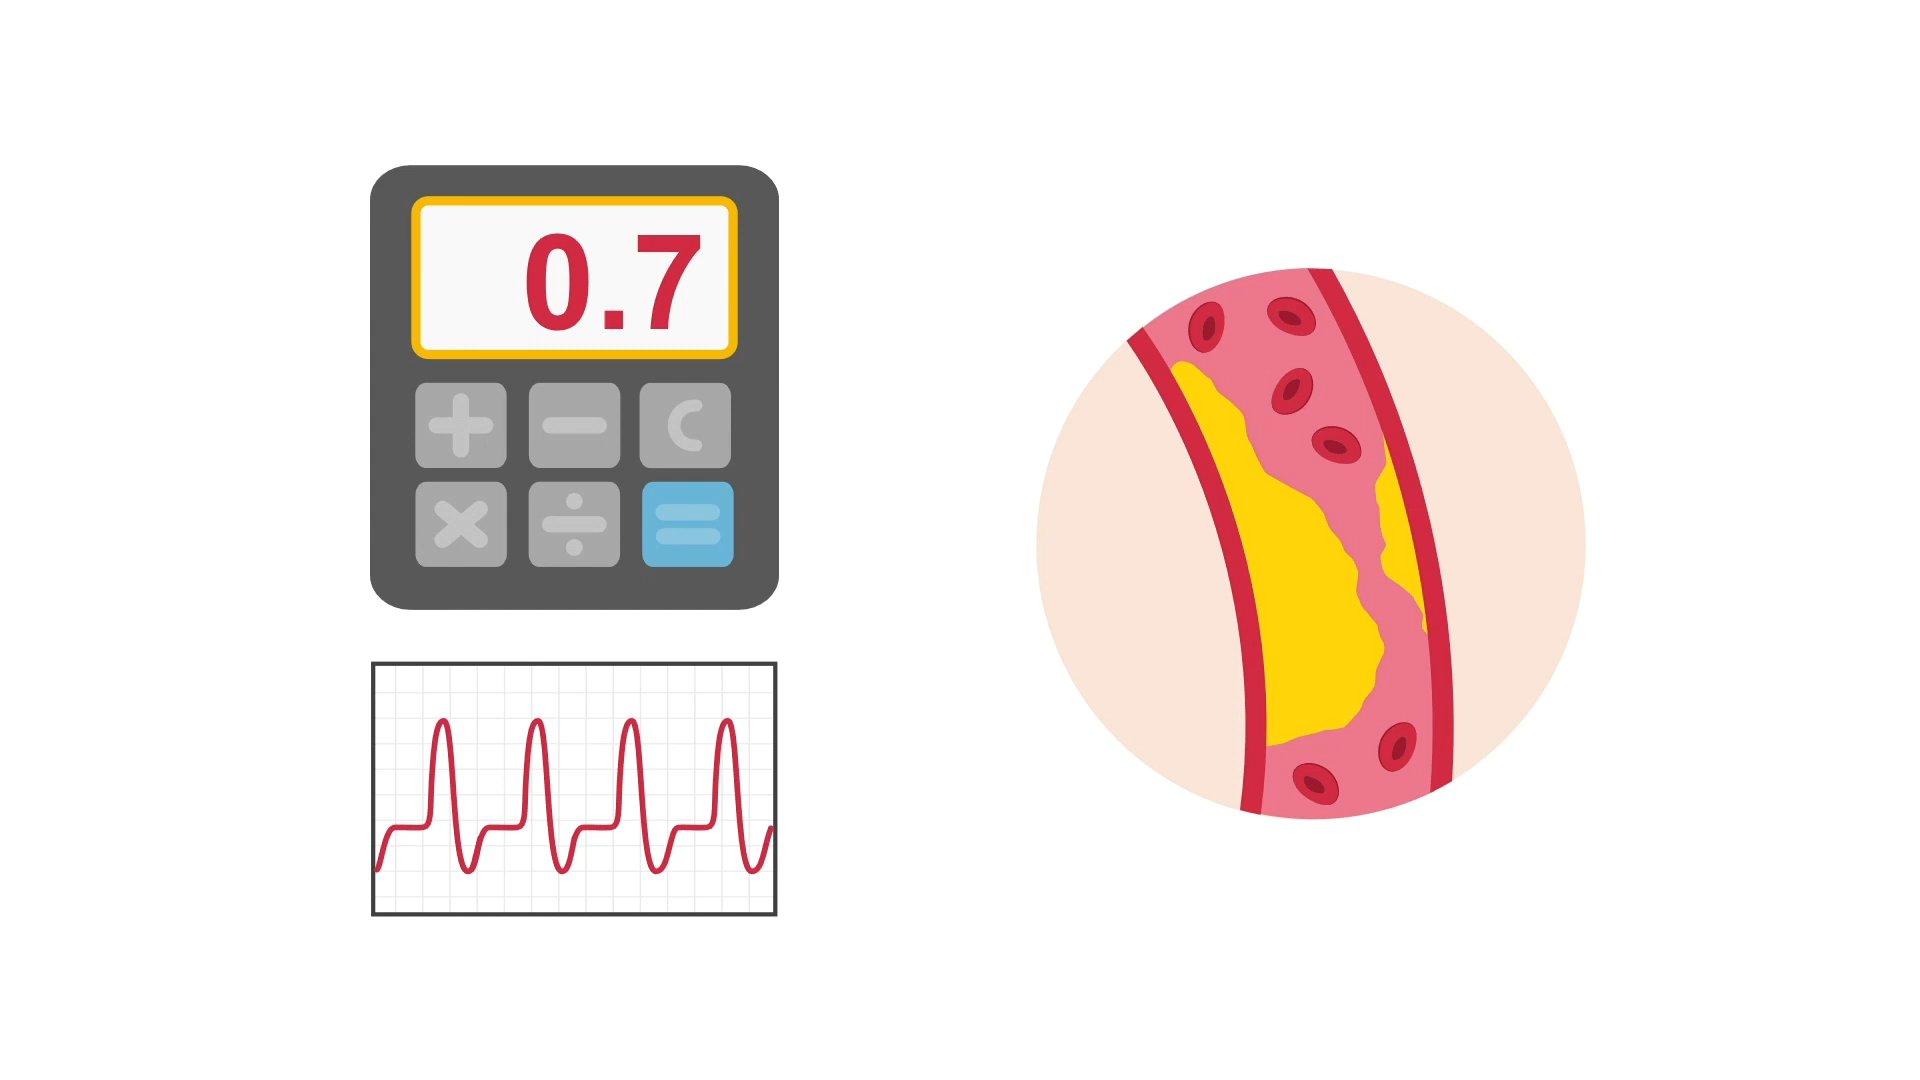 0.7
+ − C
× ÷ =